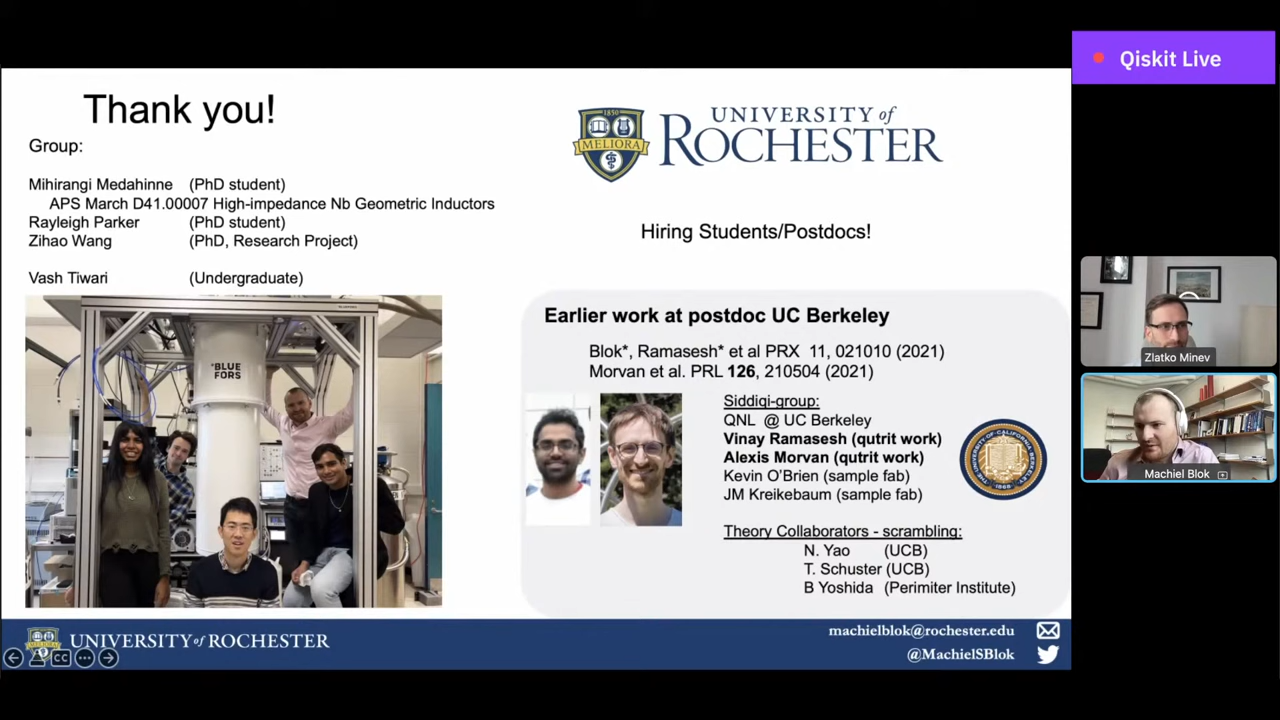 Thank you!
Group:
Mihirangi Medahinne (PhD student)
APS March D41.00007 High-impedance Nb Geometric Inductors
Rayleigh Parker (PhD student)
Zihao Wang (PhD, Research Project)
Vash Tiwari (Undergraduate)
BLUE
FORS
1850
MELIORA
UNIVERSITY of
ROCHESTER
Hiring Students/Postdocs!
Earlier work at postdoc UC Berkeley
Blok*, Ramasesh* et al PRX 11, 021010 (2021)
Morvan et al. PRL 126, 210504 (2021)
Siddiqi-group:
QNL @ UC Berkeley
Vinay Ramasesh (qutrit work)
Alexis Morvan (qutrit work)
Kevin O'Brien (sample fab)
JM Kreikebaum (sample fab)
Theory Collaborators - scrambling:
N. Yao (UCB)
T. Schuster (UCB)
B Yoshida (Perimiter Institute)
UNIVERSITY of ROCHESTER
machielblok@rochester.edu
@MachielSBlok
CC
Qiskit Live
Zlatko Minev
Machiel Blok